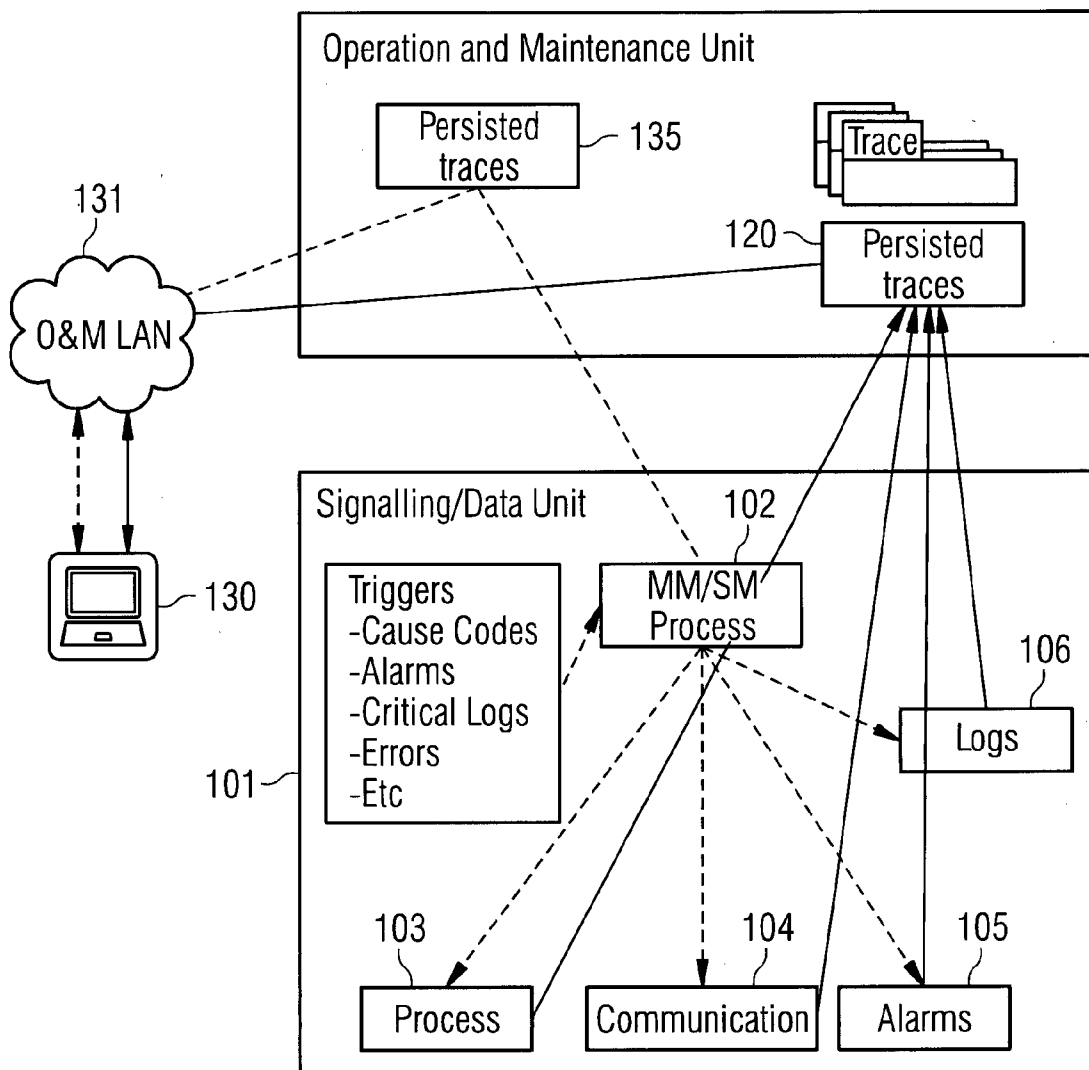 Operation and Maintenance Unit
Persisted
traces
135
Trace
120
Persisted
traces
131
O&M LAN
130
Signalling/Data Unit
102
MM/SM
Process
Triggers
-Cause Codes
-Alarms
-Critical Logs
-Errors
-Etc
101
106
Logs
103
Process
104
Communication
105
Alarms